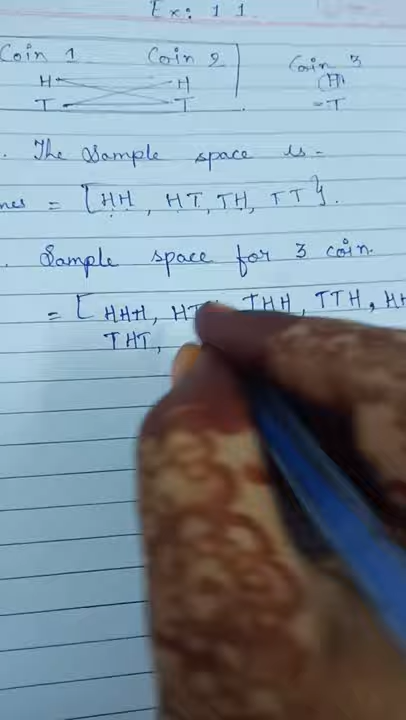 Ex: 1 1
Coin 1 Coin 2 Coin 3
H H (H)
T T - T
. The Sample space is -
= [HH, HT, TH, TT}.
. Sample space for 3 coin.
= [ HHH, THH, TTH,
THT,